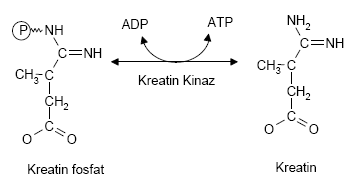 P NH
C=NH
CH3
CH2
C
O O
Kreatin fosfat
ADP ATP
Kreatin Kinaz
NH2
C=NH
CH3
CH2
C
O O
Kreatin